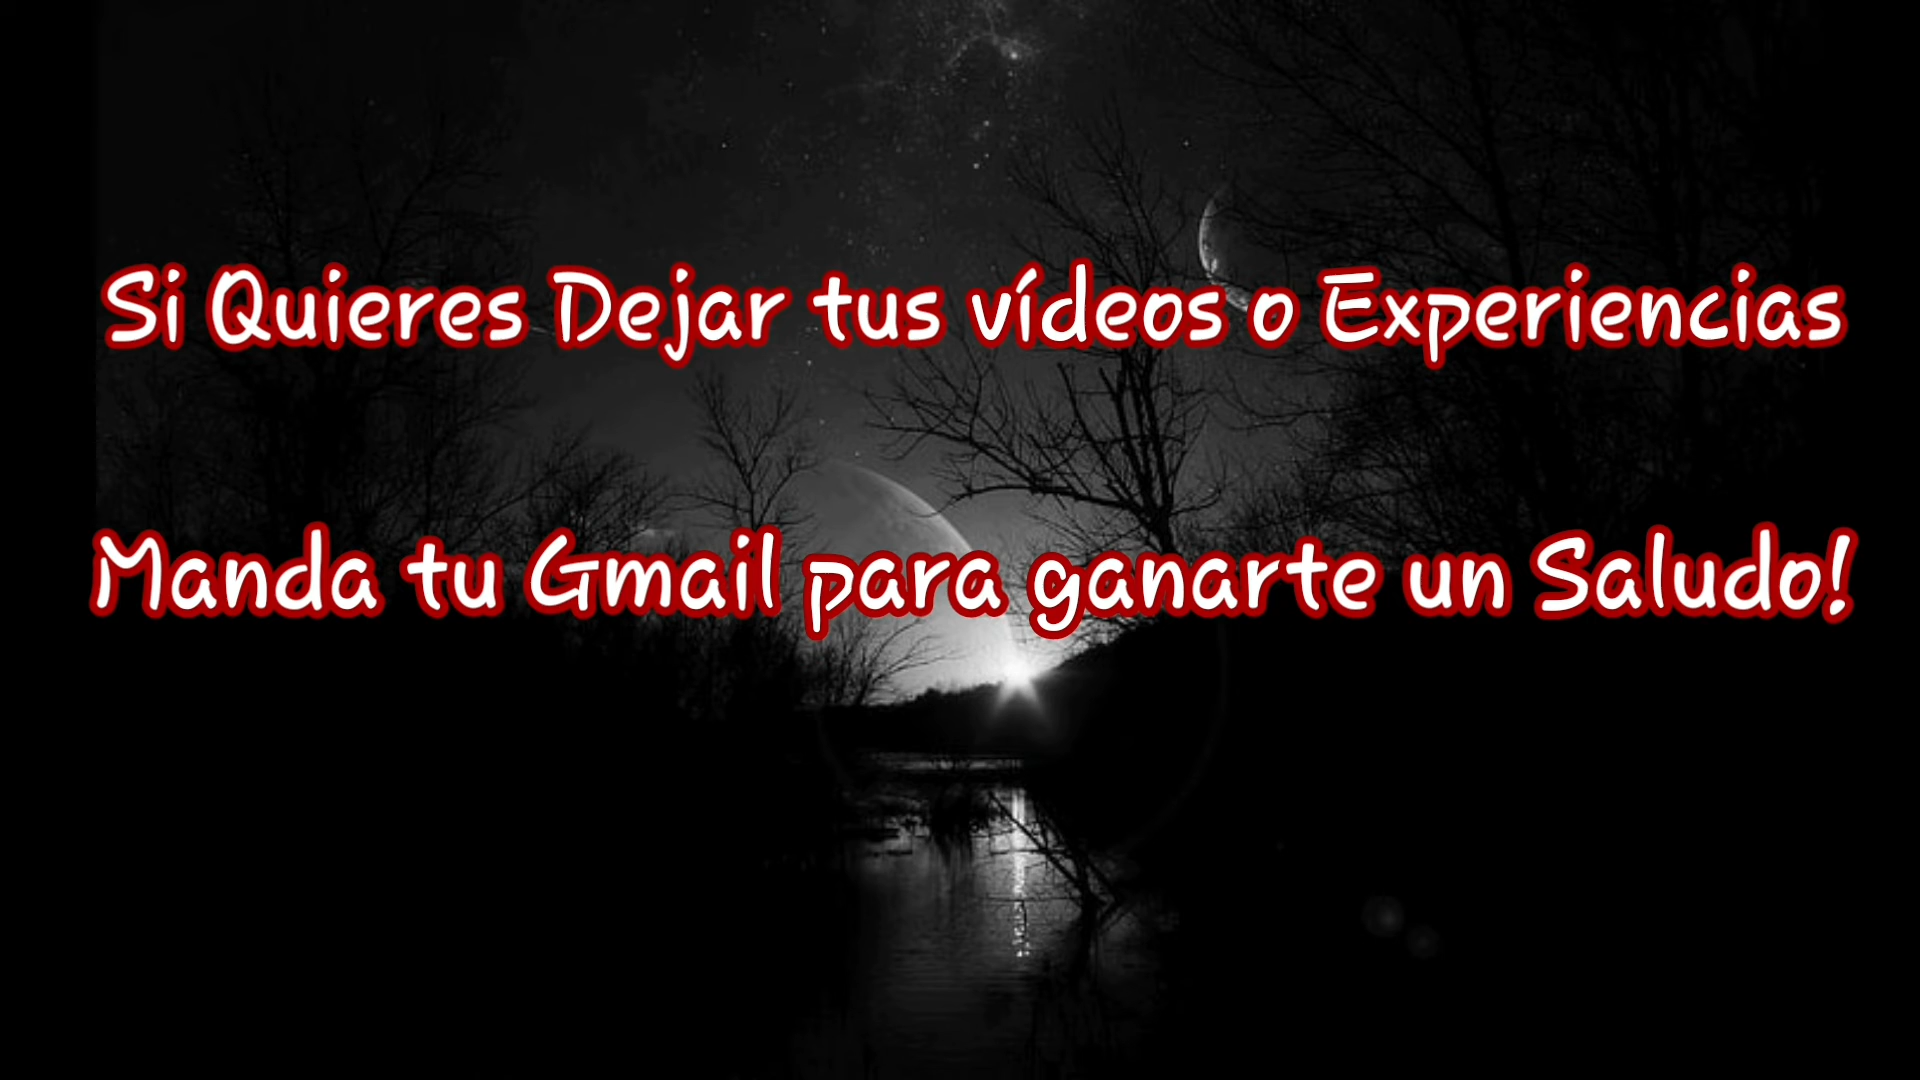 Si Quieres Dejar tus vídeos o Experiencias
Manda tu Gmail para ganarte un Saludo!